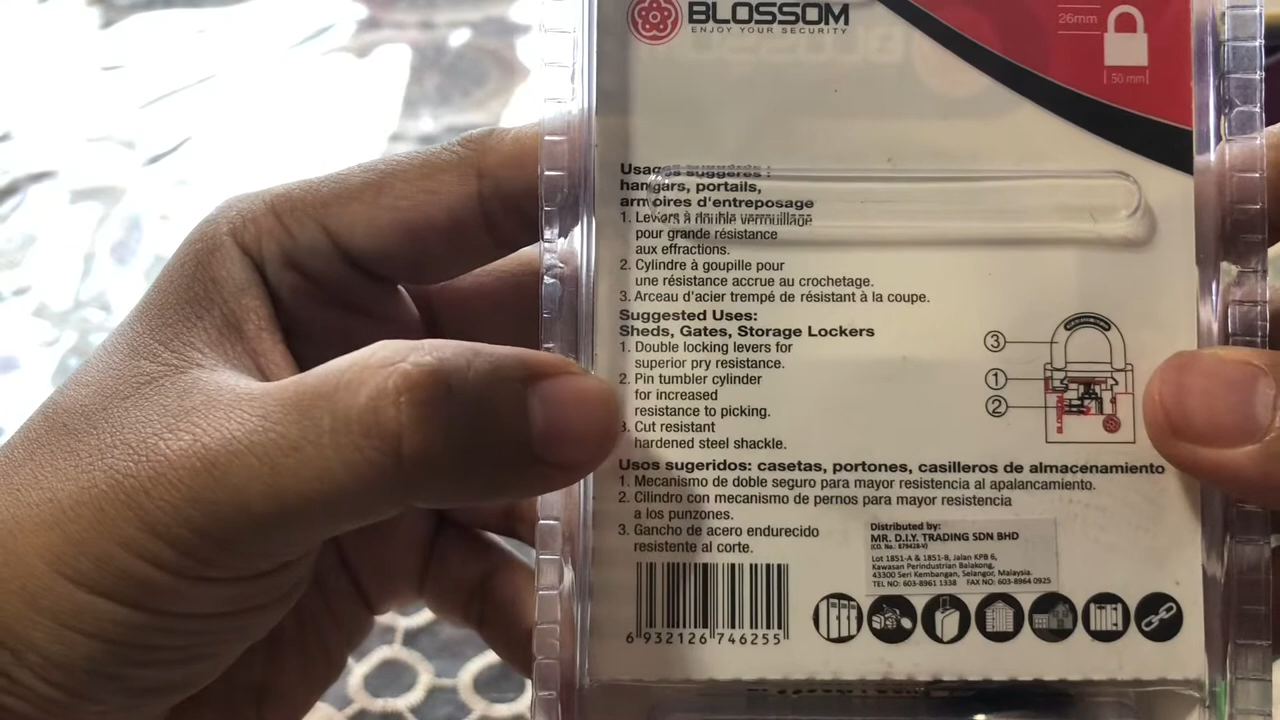 BLOSSOM
ENJOY YOUR SECURITY
26mm
50 mm
Usages suggérés :
hangars, portails,
armoires d'entreposage
1. Leviers à double verrouillage
pour grande résistance
aux effractions.
2. Cylindre à goupille pour
une résistance accrue au crochetage.
3. Arceau d'acier trempé de résistant à la coupe.
Suggested Uses:
Sheds, Gates, Storage Lockers
1. Double locking levers for
superior pry resistance.
2. Pin tumbler cylinder
for increased
resistance to picking.
3. Cut resistant
hardened steel shackle.
3
1
2
BLOSSOM
Usos sugeridos: casetas, portones, casilleros de almacenamiento
1. Mecanismo de doble seguro para mayor resistencia al apalancamiento.
2. Cilindro con mecanismo de pernos para mayor resistencia
a los punzones.
3. Gancho de acero endurecido
resistente al corte.
Distributed by:
MR. D.I.Y. TRADING SDN BHD
(CO. No.: 879428-V)
Lot 1851-A & 1851-B, Jalan KPB 6,
Kawasan Perindustrian Balakong,
43300 Seri Kembangan, Selangor, Malaysia.
TEL NO: 603-8961 1338 FAX NO: 603-8964 0925
6 932126 746255